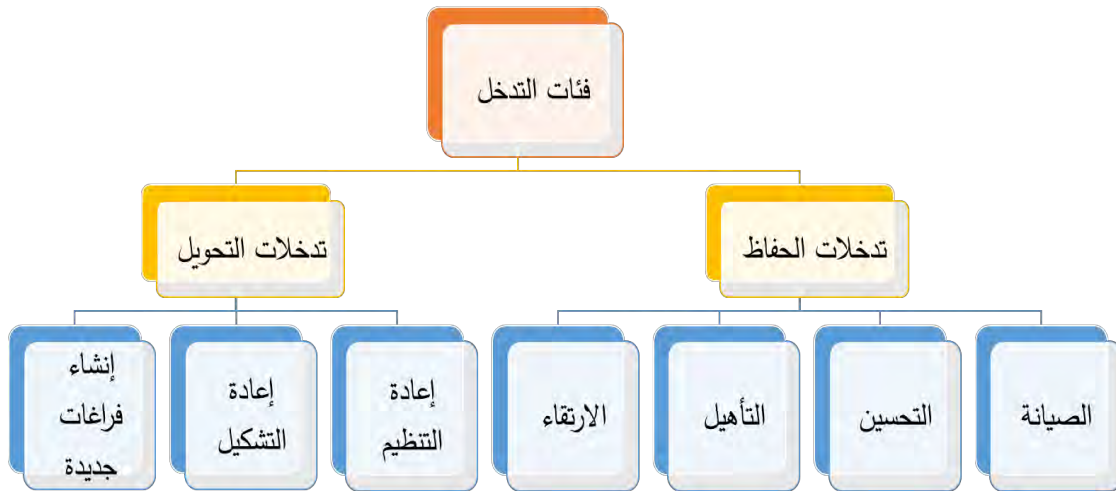 فئات التدخل
تدخلات الحفاظ
تدخلات التحويل
الصيانة
التحسين
التأهيل
الارتقاء
إعادة
التنظيم
إعادة
التشكيل
إنشاء
فراغات
جديدة